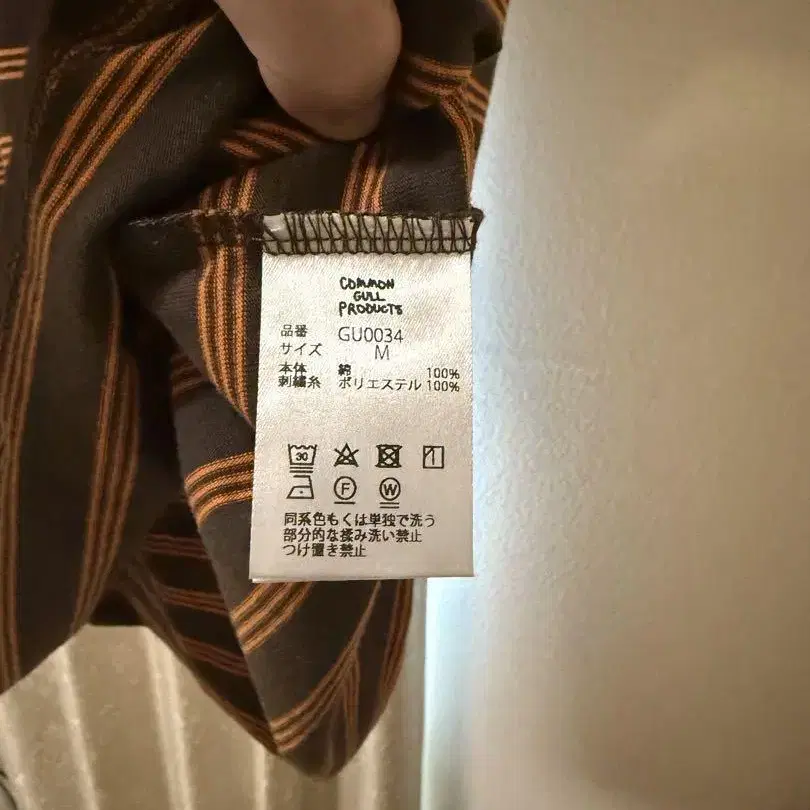 COMMON
GULL
PRODUCTS
品番 GU0034
サイズ M
本体 綿 100%
刺繍糸 ポリエステル 100%
30
F W
同系色もくは単独で洗う
部分的な揉み洗い禁止
つけ置き禁止